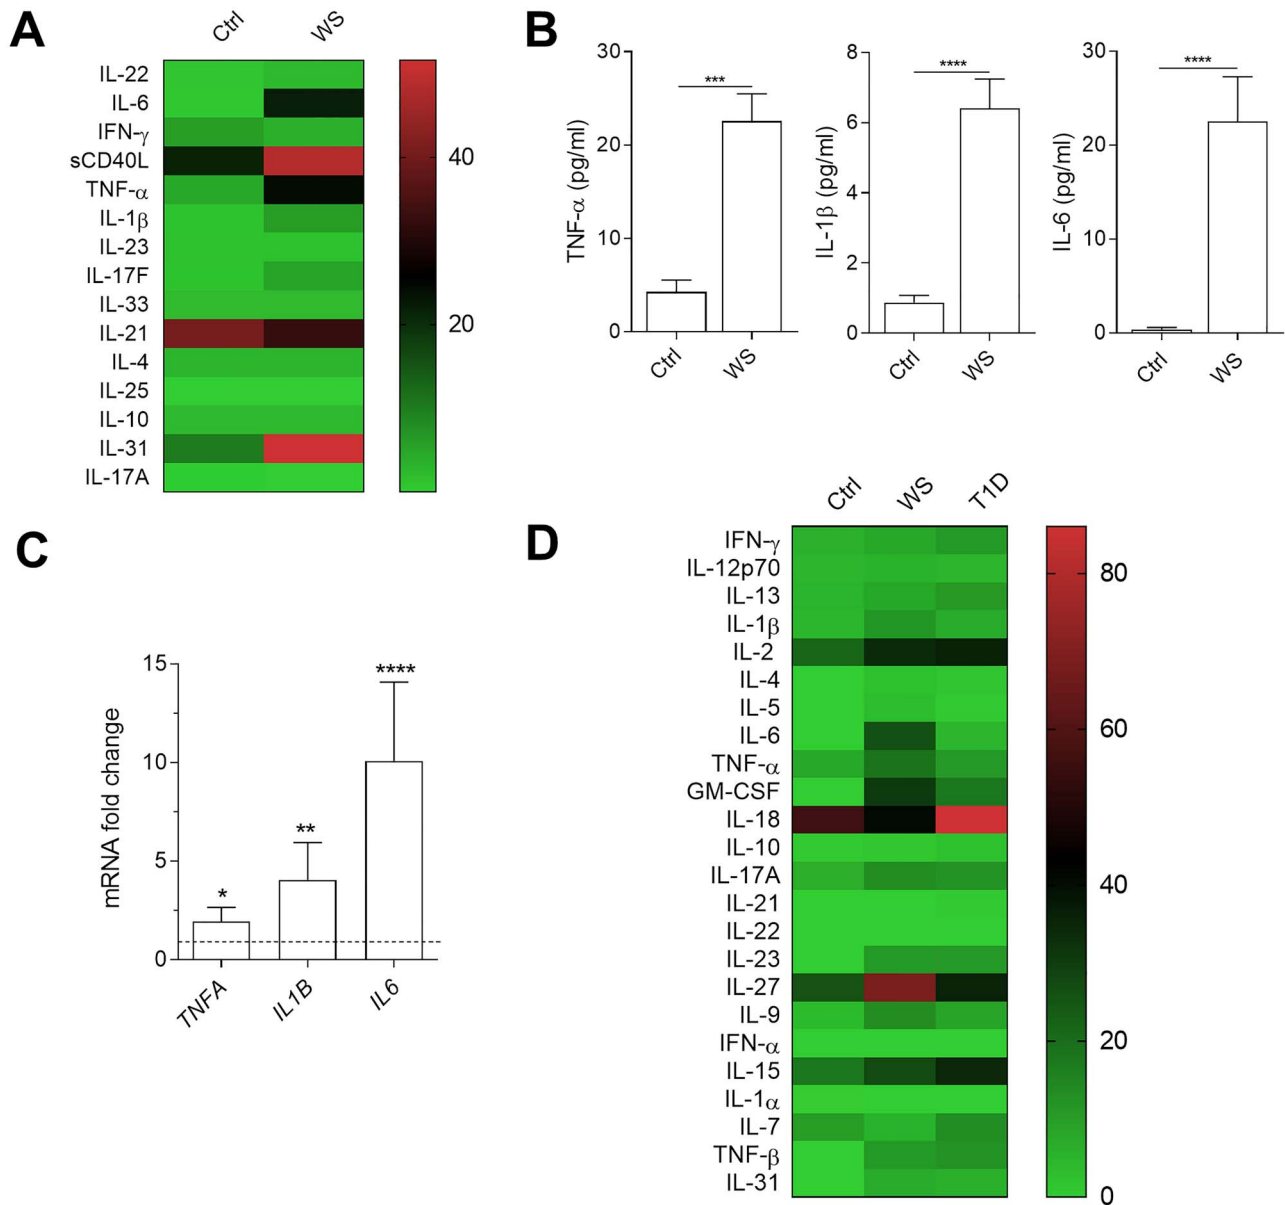 A
Ctrl WS
IL-22
IL-6
IFN-γ
sCD40L
TNF-α
IL-1β
IL-23
IL-17F
IL-33
IL-21
IL-4
IL-25
IL-10
IL-31
IL-17A
40
20
B
TNF-α (pg/ml)
30
20
10
0
***
Ctrl WS
IL-1β (pg/ml)
8
6
4
2
0
****
Ctrl WS
IL-6 (pg/ml)
30
20
10
0
****
Ctrl WS
C
mRNA fold change
15
10
5
0
*
**
****
TNFA IL1B IL6
D
Ctrl WS T1D
IFN-γ
IL-12p70
IL-13
IL-1β
IL-2
IL-4
IL-5
IL-6
TNF-α
GM-CSF
IL-18
IL-10
IL-17A
IL-21
IL-22
IL-23
IL-27
IL-9
IFN-α
IL-15
IL-1α
IL-7
TNF-β
IL-31
80
60
40
20
0